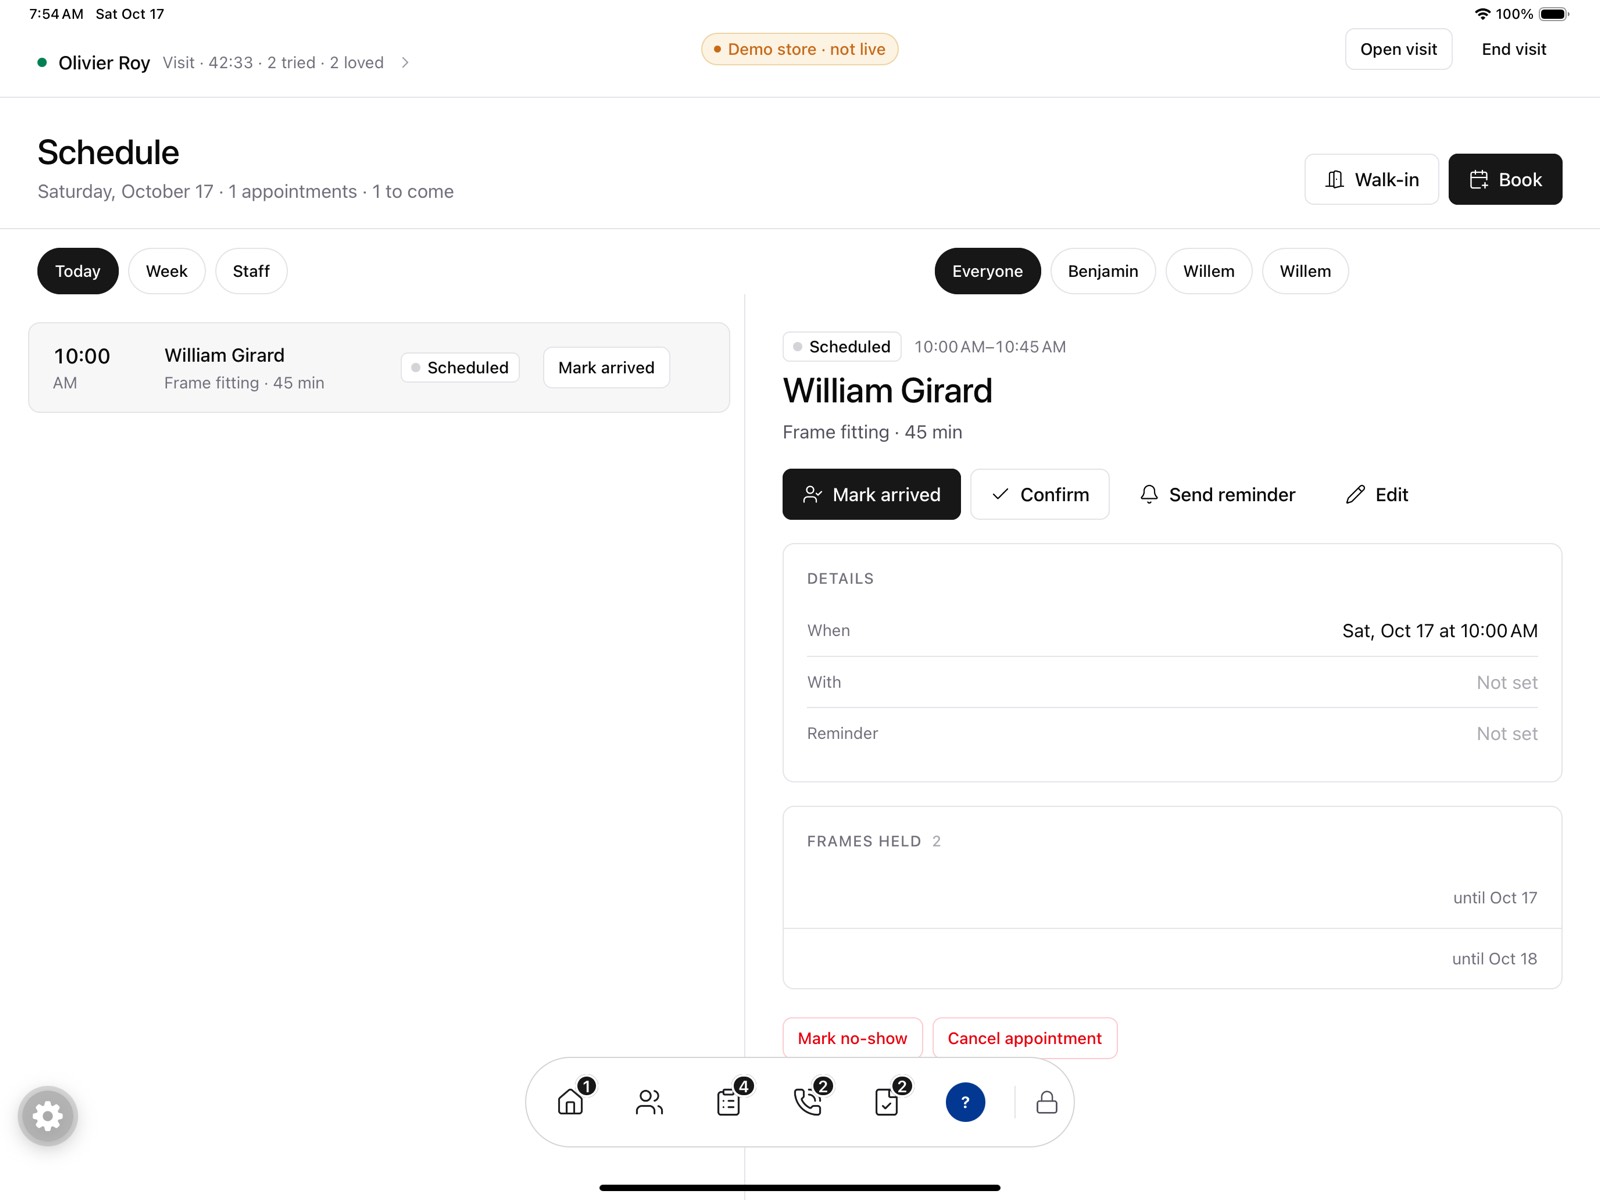 7:54 AM Sat Oct 17
100%
Olivier Roy Visit · 42:33 · 2 tried · 2 loved
Demo store · not live
Open visit
End visit
Schedule
Saturday, October 17 · 1 appointments · 1 to come
Walk-in
Book
Today
Week
Staff
Everyone
Benjamin
Willem
Willem
10:00
AM
William Girard
Frame fitting · 45 min
Scheduled
Mark arrived
Scheduled
10:00 AM–10:45 AM
William Girard
Frame fitting · 45 min
Mark arrived
Confirm
Send reminder
Edit
DETAILS
When Sat, Oct 17 at 10:00 AM
With Not set
Reminder Not set
FRAMES HELD 2
until Oct 17
until Oct 18
Mark no-show
Cancel appointment
1
4
2
2
?